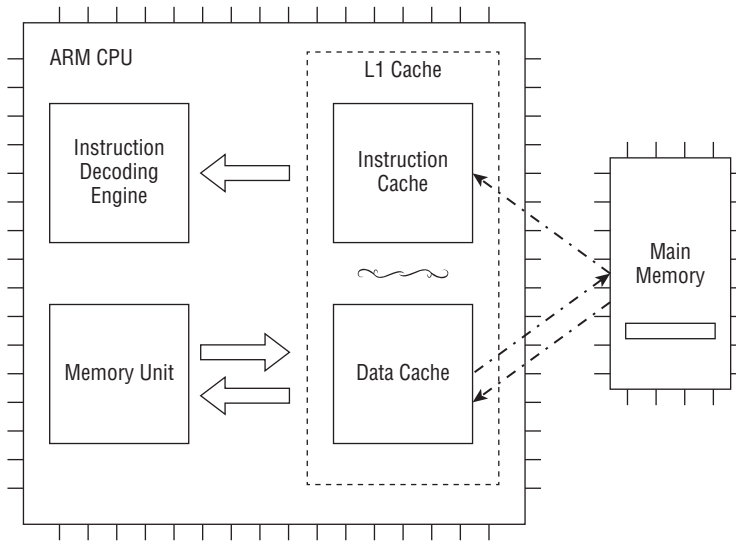 ARM CPU
L1 Cache
Instruction
Decoding
Engine
Instruction
Cache
Main
Memory
Memory Unit
Data Cache